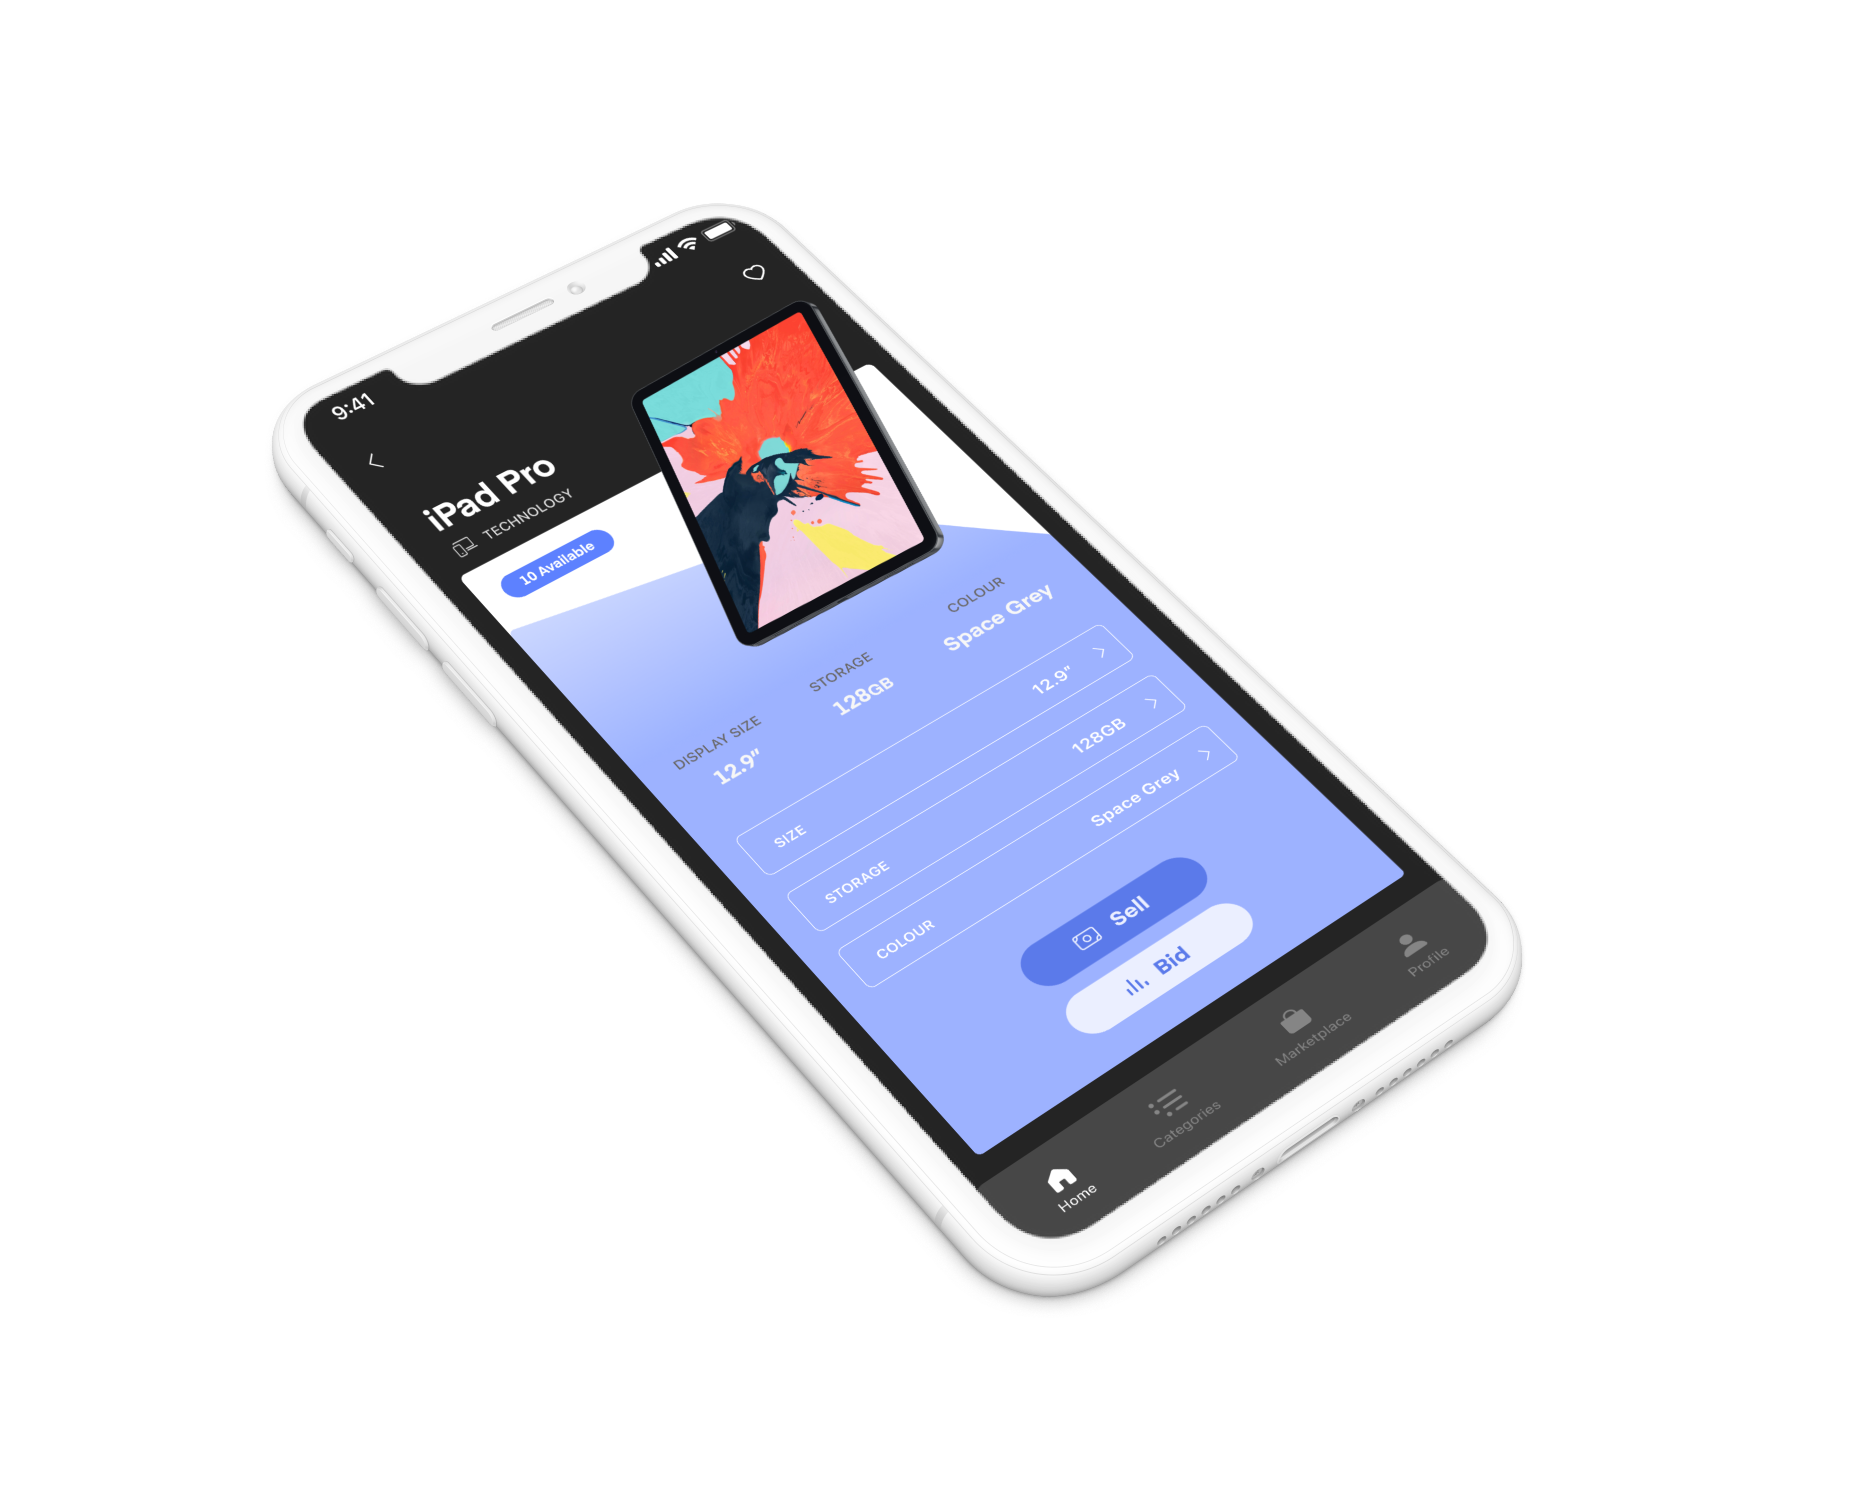 9:41
iPad Pro
TECHNOLOGY
10 Available
DISPLAY SIZE
12.9”
STORAGE
128GB
COLOUR
Space Grey
SIZE 12.9”
STORAGE 128GB
COLOUR Space Grey
Sell
Bid
Home Categories Marketplace Profile